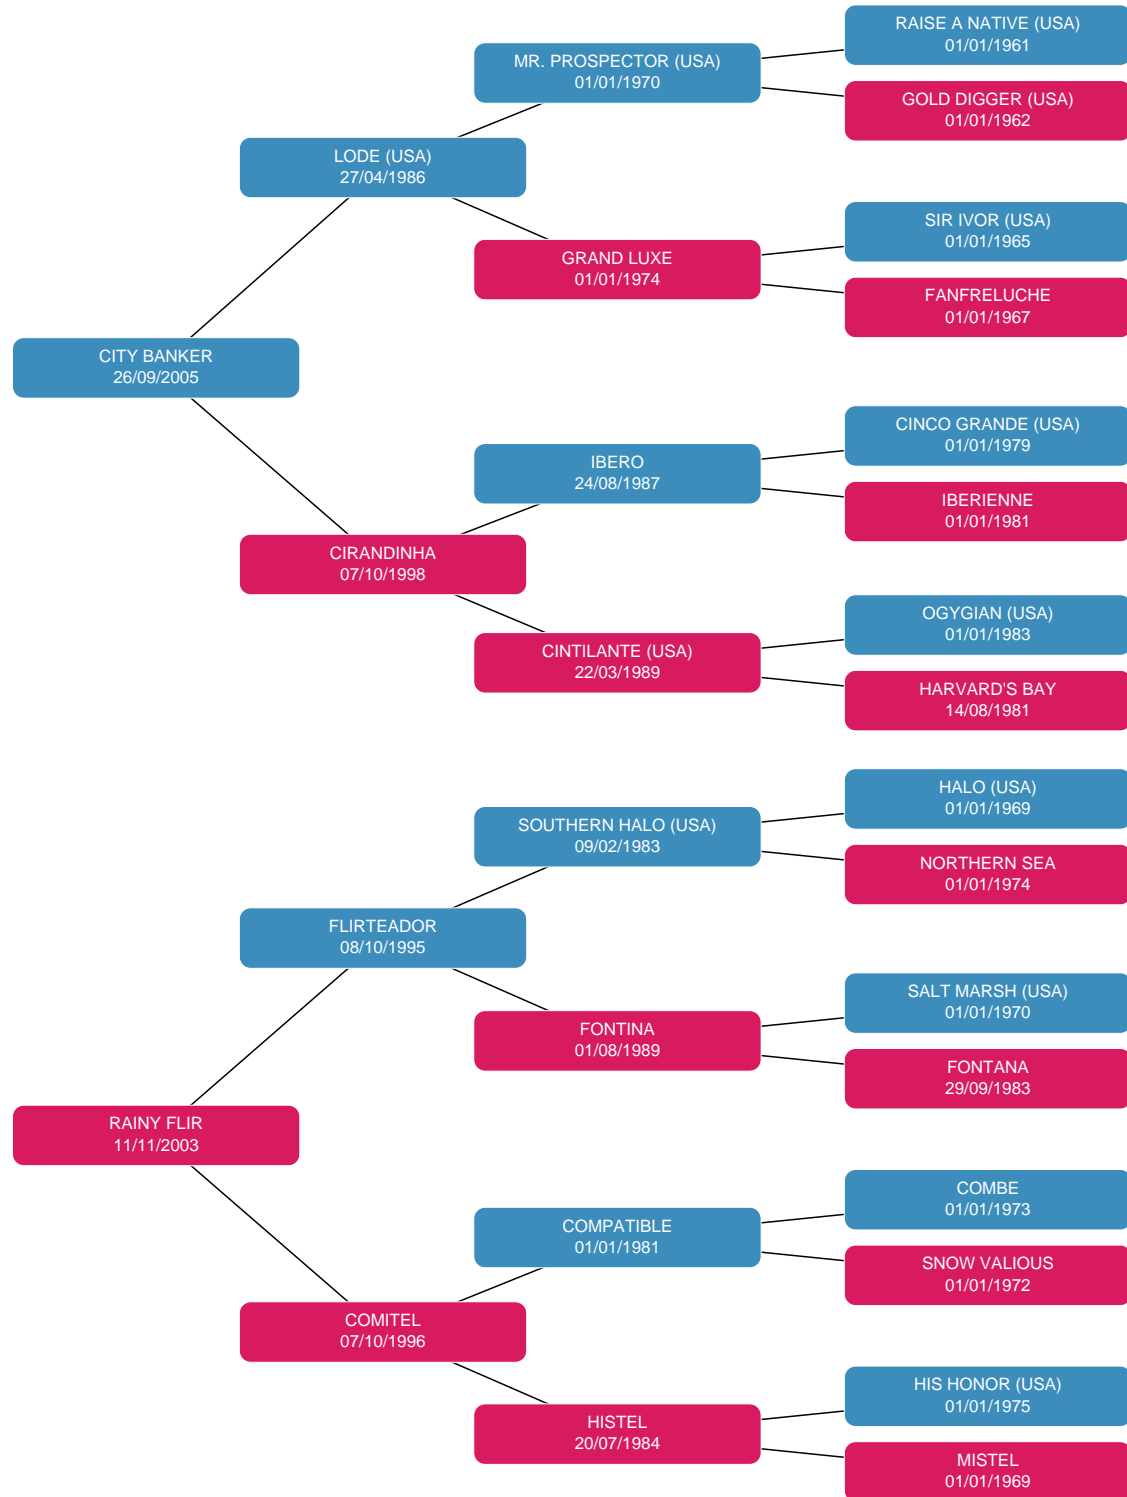 RAISE A NATIVE (USA)
01/01/1961
MR. PROSPECTOR (USA)
01/01/1970
GOLD DIGGER (USA)
01/01/1962
LODE (USA)
27/04/1986
SIR IVOR (USA)
01/01/1965
GRAND LUXE
01/01/1974
FANFRELUCHE
01/01/1967
CITY BANKER
26/09/2005
CINCO GRANDE (USA)
01/01/1979
IBERO
24/08/1987
IBERIENNE
01/01/1981
CIRANDINHA
07/10/1998
OGYGIAN (USA)
01/01/1983
CINTILANTE (USA)
22/03/1989
HARVARD'S BAY
14/08/1981
HALO (USA)
01/01/1969
SOUTHERN HALO (USA)
09/02/1983
NORTHERN SEA
01/01/1974
FLIRTEADOR
08/10/1995
SALT MARSH (USA)
01/01/1970
FONTINA
01/08/1989
FONTANA
29/09/1983
RAINY FLIR
11/11/2003
COMBE
01/01/1973
COMPATIBLE
01/01/1981
SNOW VALIOUS
01/01/1972
COMITEL
07/10/1996
HIS HONOR (USA)
01/01/1975
HISTEL
20/07/1984
MISTEL
01/01/1969